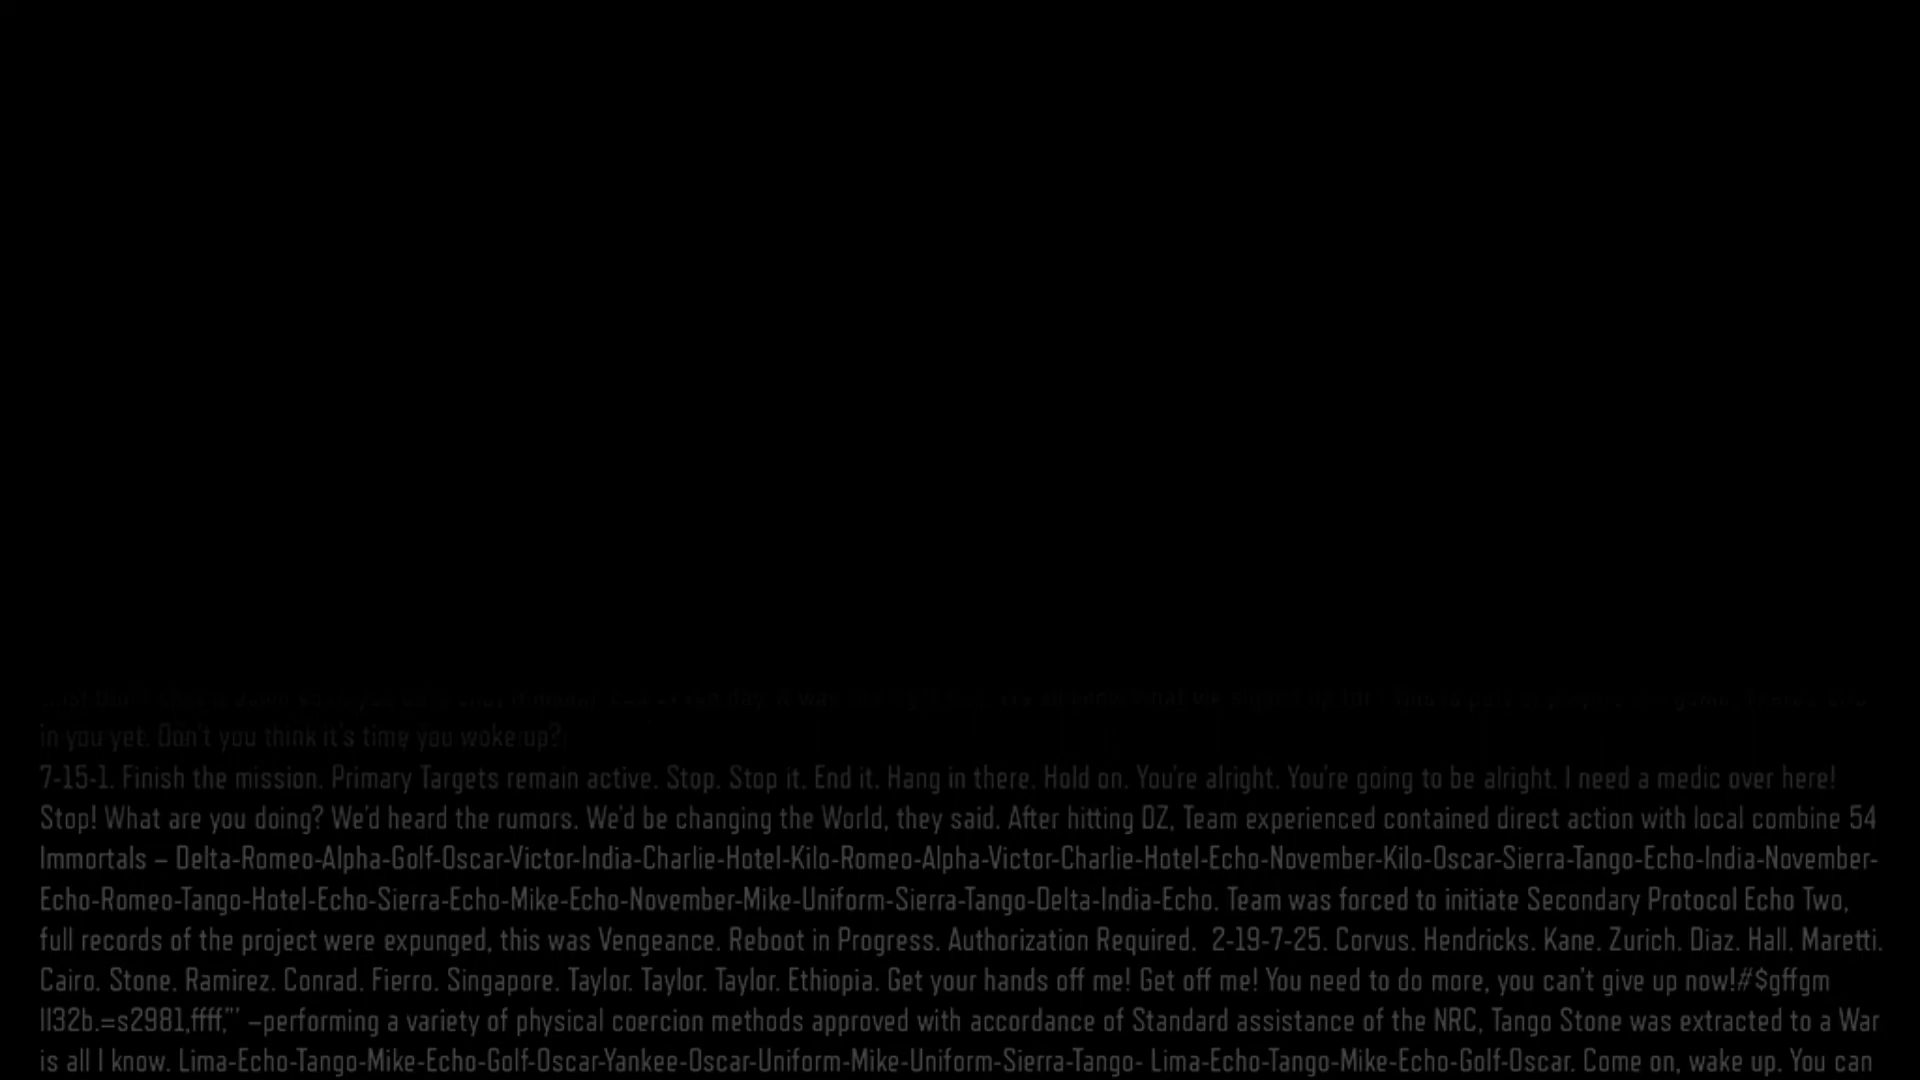 in you yet. Don't you think it's time you woke up?
7-15-1. Finish the mission. Primary Targets remain active. Stop. Stop it. End it. Hang in there. Hold on. You're alright. You're going to be alright. I need a medic over here!
Stop! What are you doing? We'd heard the rumors. We'd be changing the World, they said. After hitting DZ, Team experienced contained direct action with local combine 54
Immortals – Delta-Romeo-Alpha-Golf-Oscar-Victor-India-Charlie-Hotel-Kilo-Romeo-Alpha-Victor-Charlie-Hotel-Echo-November-Kilo-Oscar-Sierra-Tango-Echo-India-November-
Echo-Romeo-Tango-Hotel-Echo-Sierra-Echo-Mike-Echo-November-Mike-Uniform-Sierra-Tango-Delta-India-Echo. Team was forced to initiate Secondary Protocol Echo Two,
full records of the project were expunged, this was Vengeance. Reboot in Progress. Authorization Required. 2-19-7-25. Corvus. Hendricks. Kane. Zurich. Diaz. Hall. Maretti.
Cairo. Stone. Ramirez. Conrad. Fierro. Singapore. Taylor. Taylor. Taylor. Ethiopia. Get your hands off me! Get off me! You need to do more, you can't give up now!#$gffgm
ll32b.=s2981,ffff,"' –performing a variety of physical coercion methods approved with accordance of Standard assistance of the NRC, Tango Stone was extracted to a War
is all I know. Lima-Echo-Tango-Mike-Echo-Golf-Oscar-Yankee-Oscar-Uniform-Mike-Uniform-Sierra-Tango- Lima-Echo-Tango-Mike-Echo-Golf-Oscar. Come on, wake up. You can